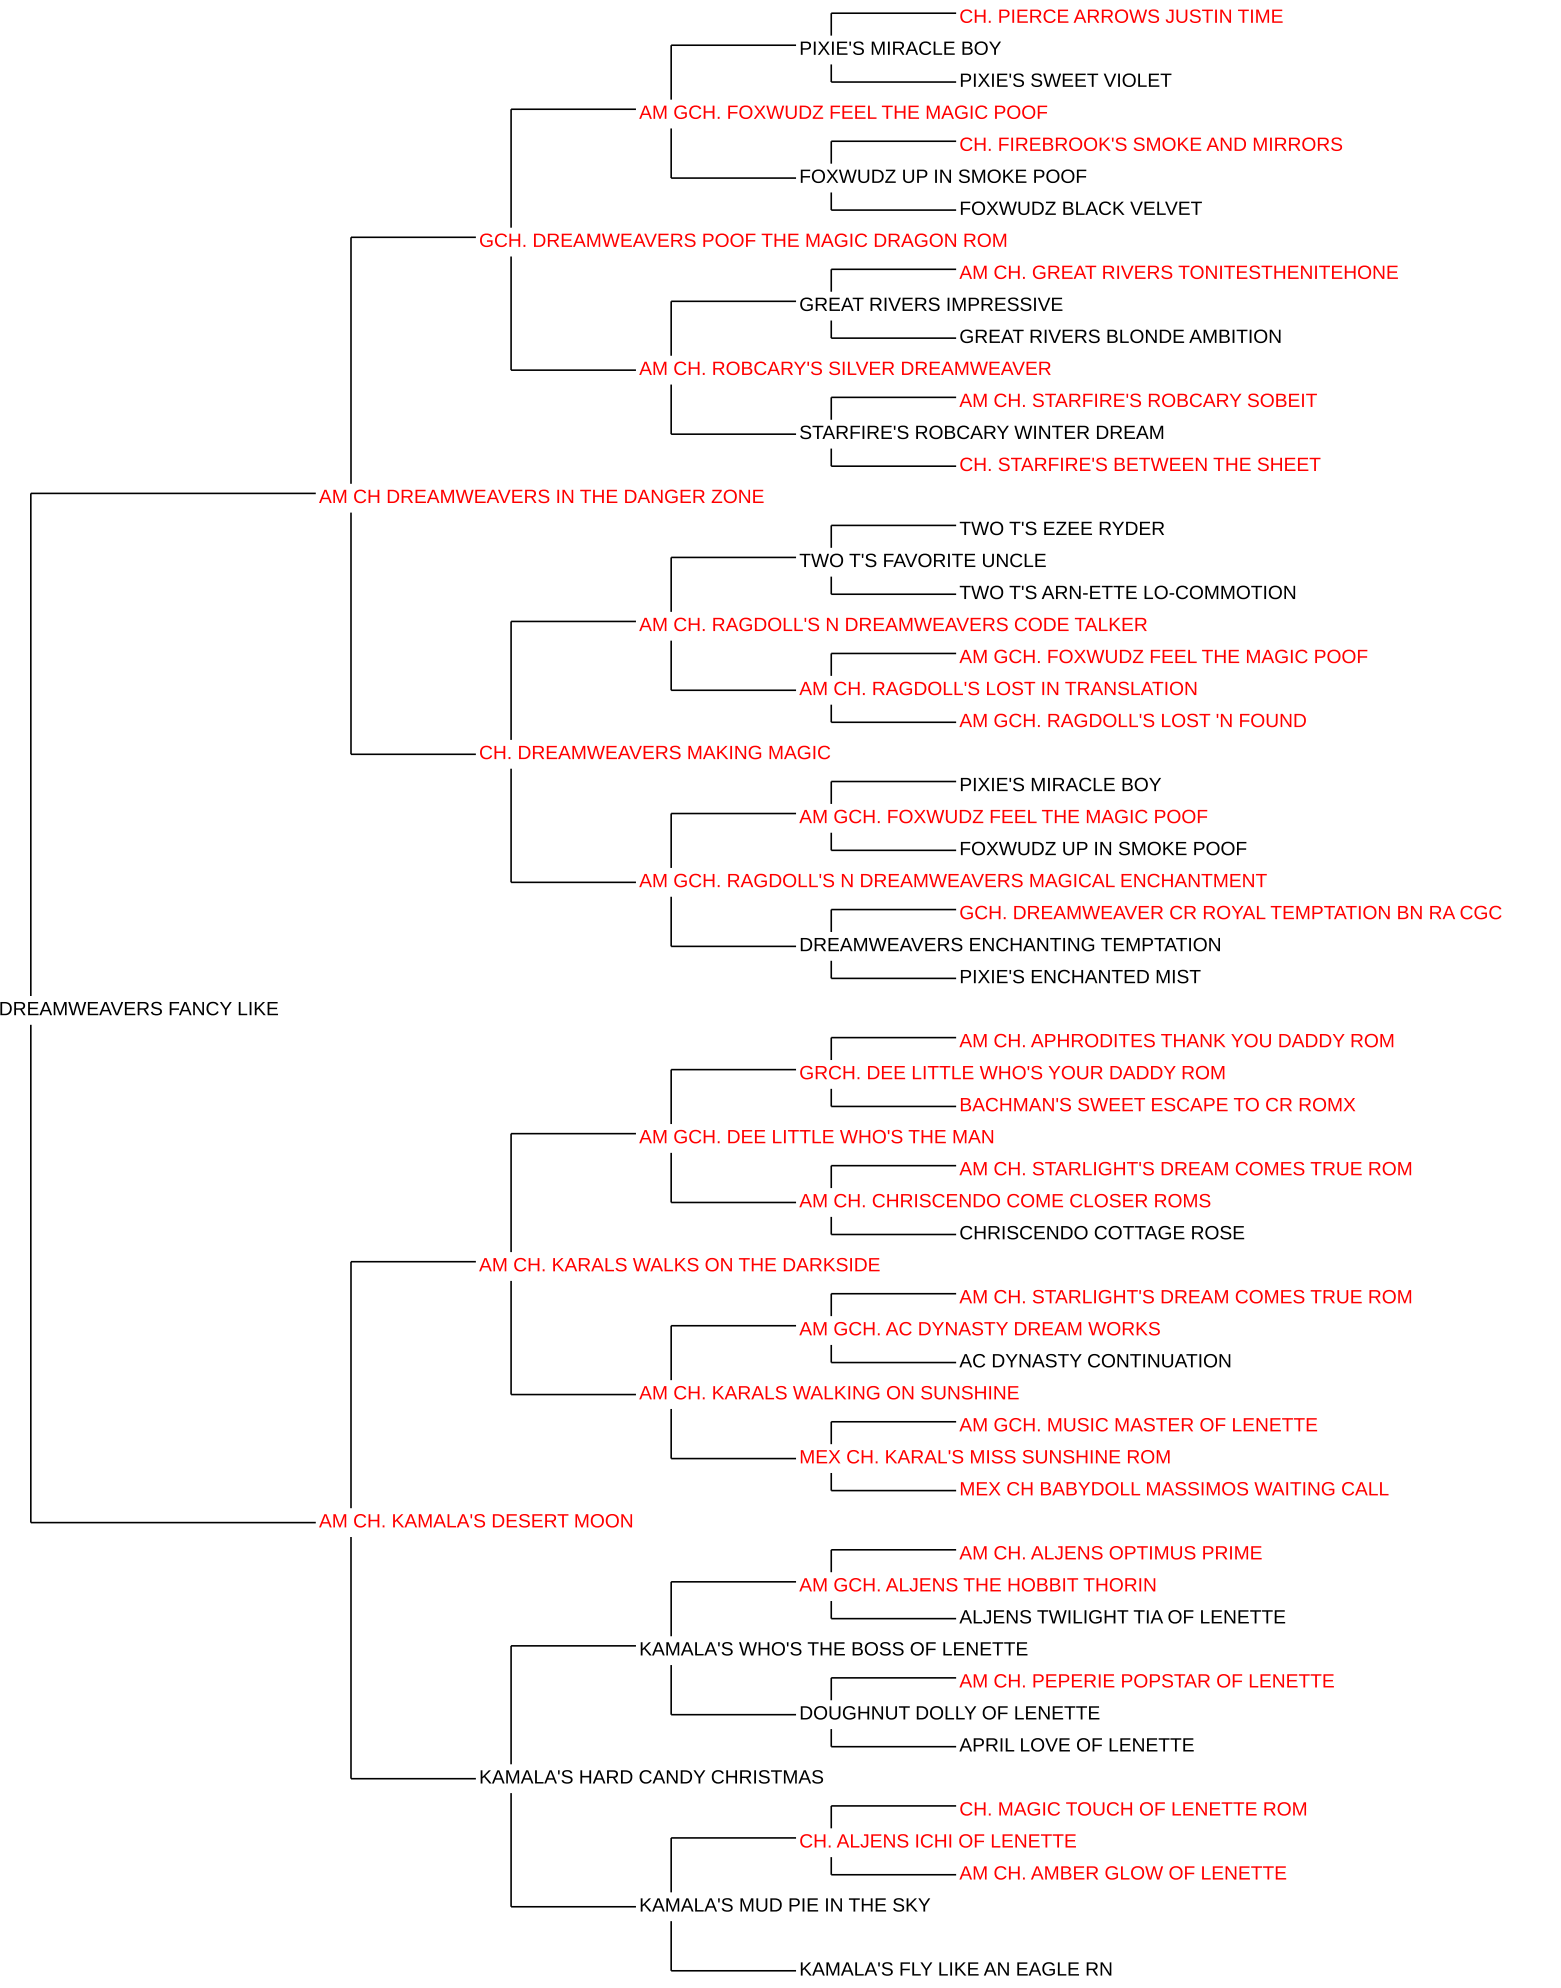 CH. PIERCE ARROWS JUSTIN TIME
PIXIE'S MIRACLE BOY
PIXIE'S SWEET VIOLET
AM GCH. FOXWUDZ FEEL THE MAGIC POOF
CH. FIREBROOK'S SMOKE AND MIRRORS
FOXWUDZ UP IN SMOKE POOF
FOXWUDZ BLACK VELVET
GCH. DREAMWEAVERS POOF THE MAGIC DRAGON ROM
AM CH. GREAT RIVERS TONITESTHENITEHONE
GREAT RIVERS IMPRESSIVE
GREAT RIVERS BLONDE AMBITION
AM CH. ROBCARY'S SILVER DREAMWEAVER
AM CH. STARFIRE'S ROBCARY SOBEIT
STARFIRE'S ROBCARY WINTER DREAM
CH. STARFIRE'S BETWEEN THE SHEET
AM CH DREAMWEAVERS IN THE DANGER ZONE
TWO T'S EZEE RYDER
TWO T'S FAVORITE UNCLE
TWO T'S ARN-ETTE LO-COMMOTION
AM CH. RAGDOLL'S N DREAMWEAVERS CODE TALKER
AM GCH. FOXWUDZ FEEL THE MAGIC POOF
AM CH. RAGDOLL'S LOST IN TRANSLATION
AM GCH. RAGDOLL'S LOST 'N FOUND
CH. DREAMWEAVERS MAKING MAGIC
PIXIE'S MIRACLE BOY
AM GCH. FOXWUDZ FEEL THE MAGIC POOF
FOXWUDZ UP IN SMOKE POOF
AM GCH. RAGDOLL'S N DREAMWEAVERS MAGICAL ENCHANTMENT
GCH. DREAMWEAVER CR ROYAL TEMPTATION BN RA CGC
DREAMWEAVERS ENCHANTING TEMPTATION
PIXIE'S ENCHANTED MIST
DREAMWEAVERS FANCY LIKE
AM CH. APHRODITES THANK YOU DADDY ROM
GRCH. DEE LITTLE WHO'S YOUR DADDY ROM
BACHMAN'S SWEET ESCAPE TO CR ROMX
AM GCH. DEE LITTLE WHO'S THE MAN
AM CH. STARLIGHT'S DREAM COMES TRUE ROM
AM CH. CHRISCENDO COME CLOSER ROMS
CHRISCENDO COTTAGE ROSE
AM CH. KARALS WALKS ON THE DARKSIDE
AM CH. STARLIGHT'S DREAM COMES TRUE ROM
AM GCH. AC DYNASTY DREAM WORKS
AC DYNASTY CONTINUATION
AM CH. KARALS WALKING ON SUNSHINE
AM GCH. MUSIC MASTER OF LENETTE
MEX CH. KARAL'S MISS SUNSHINE ROM
MEX CH BABYDOLL MASSIMOS WAITING CALL
AM CH. KAMALA'S DESERT MOON
AM CH. ALJENS OPTIMUS PRIME
AM GCH. ALJENS THE HOBBIT THORIN
ALJENS TWILIGHT TIA OF LENETTE
KAMALA'S WHO'S THE BOSS OF LENETTE
AM CH. PEPERIE POPSTAR OF LENETTE
DOUGHNUT DOLLY OF LENETTE
APRIL LOVE OF LENETTE
KAMALA'S HARD CANDY CHRISTMAS
CH. MAGIC TOUCH OF LENETTE ROM
CH. ALJENS ICHI OF LENETTE
AM CH. AMBER GLOW OF LENETTE
KAMALA'S MUD PIE IN THE SKY
KAMALA'S FLY LIKE AN EAGLE RN